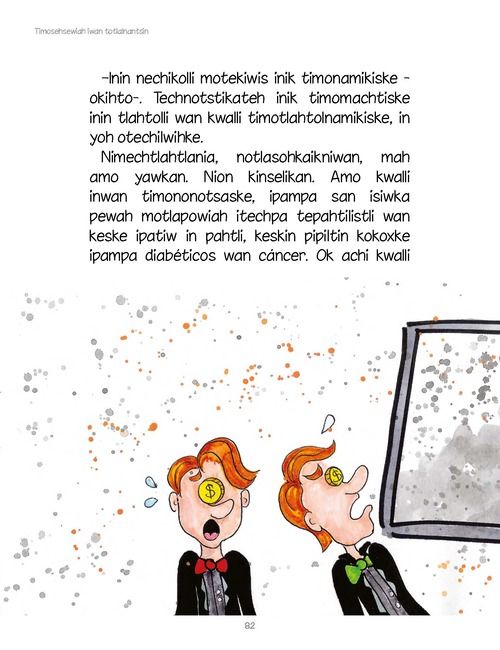 Timosehsewiah iwan totlalnantsin
–Inin nechikolli motekiwis inik timonamikiske -
okihto-. Technotstikateh inik timomachtiske
inin tlahtolli wan kwalli timotlahtolnamikiske, in
yoh otechilwihke.
Nimechtlahtlania, notlasohkaikniwan, mah
amo yawkan. Nion kinselikan. Amo kwalli
inwan timononotsaske, ipampa san isiwka
pewah motlapowiah itechpa tepahtilistli wan
keske ipatiw in pahtli, keskin pipiltin kokoxke
ipampa diabéticos wan cáncer. Ok achi kwalli
$
$
82